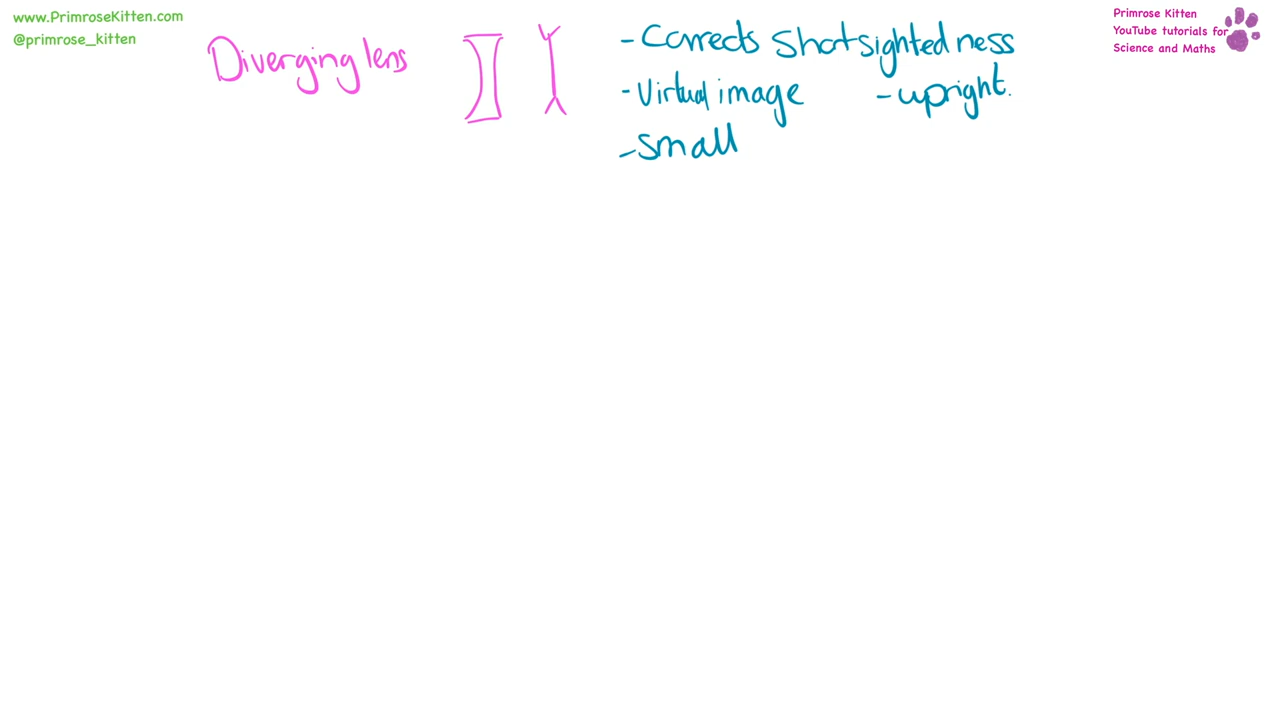 www.PrimroseKitten.com
@primrose_kitten
Diverging lens
- Corrects Shortsightedness
- Virtual image - upright.
- Small
Primrose Kitten
YouTube tutorials for
Science and Maths